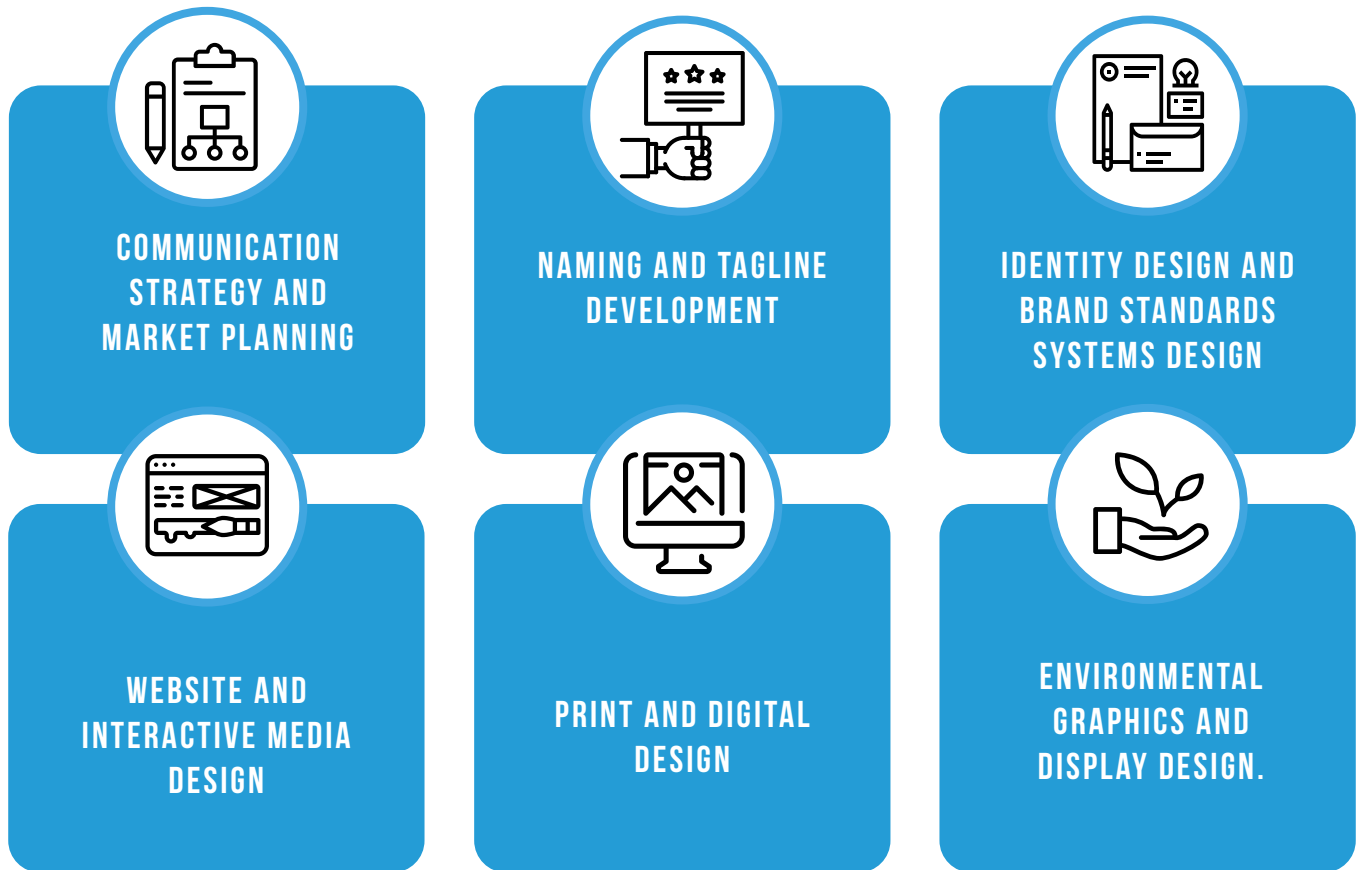 COMMUNICATION
STRATEGY AND
MARKET PLANNING
NAMING AND TAGLINE
DEVELOPMENT
IDENTITY DESIGN AND
BRAND STANDARDS
SYSTEMS DESIGN
WEBSITE AND
INTERACTIVE MEDIA
DESIGN
PRINT AND DIGITAL
DESIGN
ENVIRONMENTAL
GRAPHICS AND
DISPLAY DESIGN.